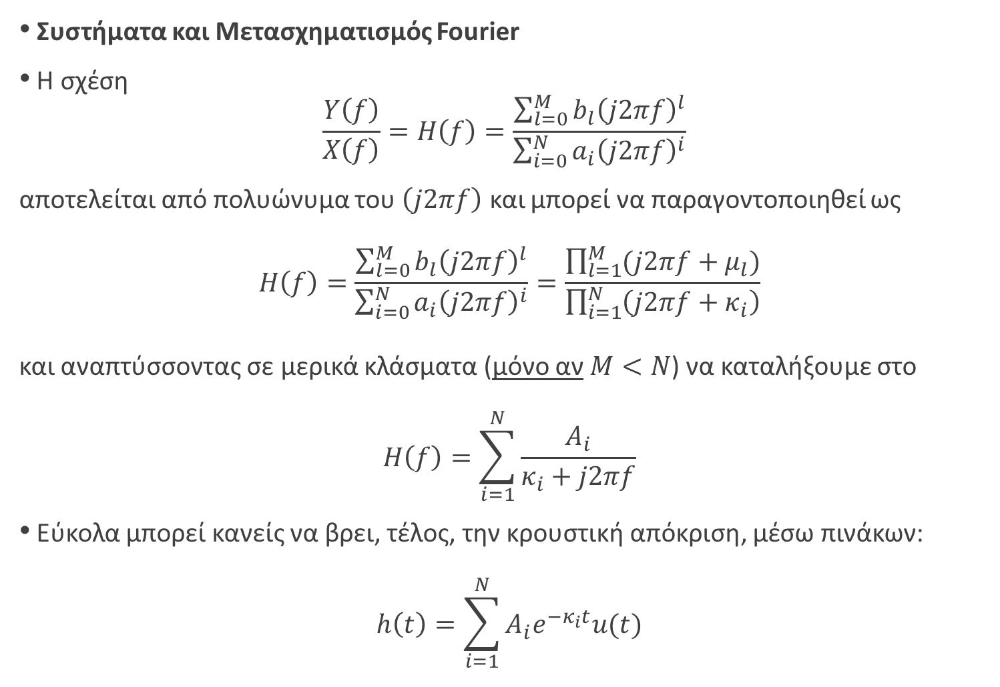 • Συστήματα και Μετασχηματισμός Fourier
• Η σχέση
$$\frac{Y(f)}{X(f)} = H(f) = \frac{\sum_{l=0}^{M} b_l (j2\pi f)^l}{\sum_{i=0}^{N} a_i (j2\pi f)^i}$$
αποτελείται από πολυώνυμα του $(j2\pi f)$ και μπορεί να παραγοντοποιηθεί ως
$$H(f) = \frac{\sum_{l=0}^{M} b_l (j2\pi f)^l}{\sum_{i=0}^{N} a_i (j2\pi f)^i} = \frac{\prod_{l=1}^{M} (j2\pi f + \mu_l)}{\prod_{i=1}^{N} (j2\pi f + \kappa_i)}$$
και αναπτύσσοντας σε μερικά κλάσματα (μόνο αν $M < N$) να καταλήξουμε στο
$$H(f) = \sum_{i=1}^{N} \frac{A_i}{\kappa_i + j2\pi f}$$
• Εύκολα μπορεί κανείς να βρει, τέλος, την κρουστική απόκριση, μέσω πινάκων:
$$h(t) = \sum_{i=1}^{N} A_i e^{-\kappa_i t} u(t)$$